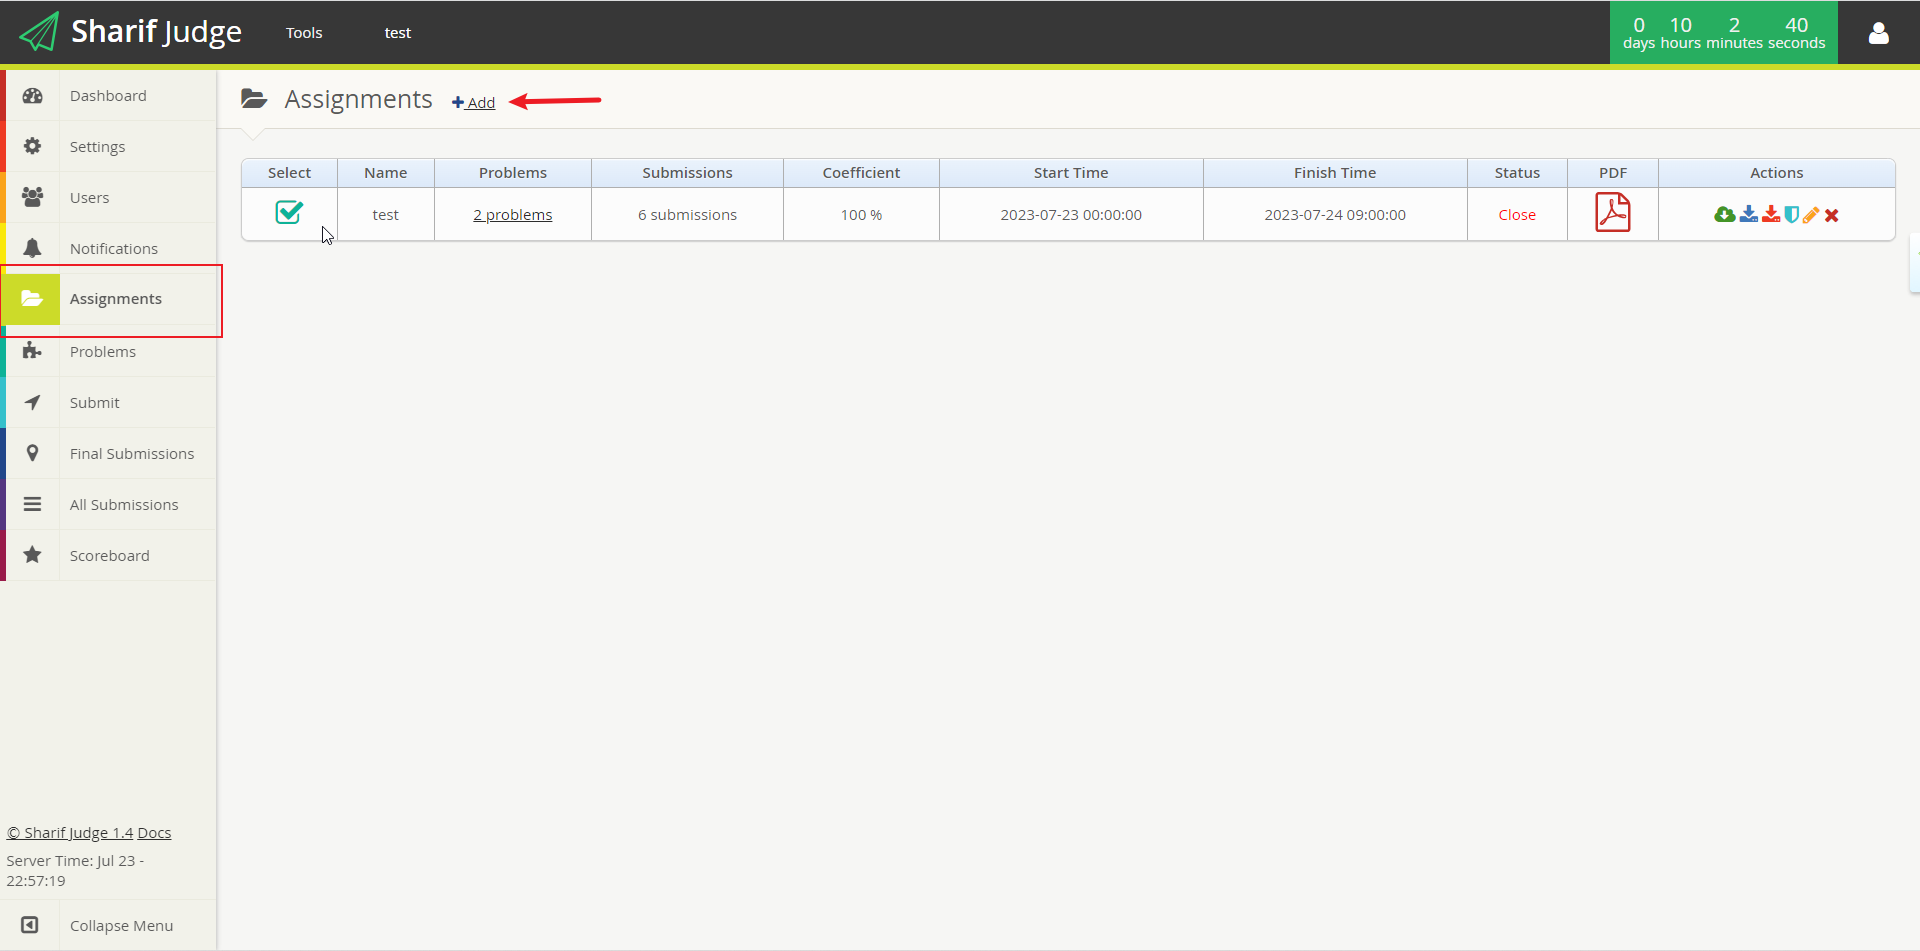 Sharif Judge
Tools
test
0 10 2 40
days hours minutes seconds
Dashboard
Settings
Users
Notifications
Assignments
Problems
Submit
Final Submissions
All Submissions
Scoreboard
© Sharif Judge 1.4 Docs
Server Time: Jul 23 -
22:57:19
Collapse Menu
Assignments Add
Select Name Problems Submissions Coefficient Start Time Finish Time Status PDF Actions
test 2 problems 6 submissions 100 % 2023-07-23 00:00:00 2023-07-24 09:00:00 Close